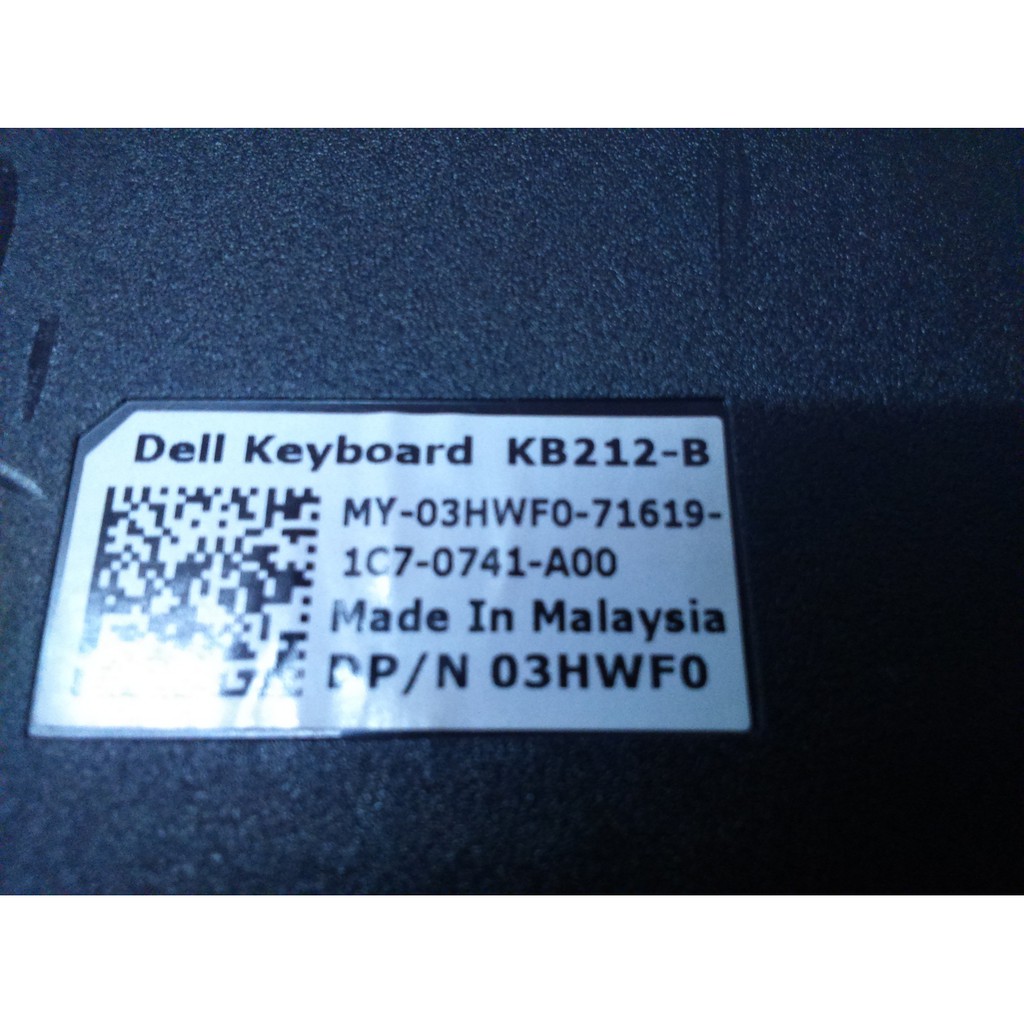 Dell Keyboard KB212-B
MY-03HWF0-71619-
1C7-0741-A00
Made In Malaysia
DP/N 03HWF0